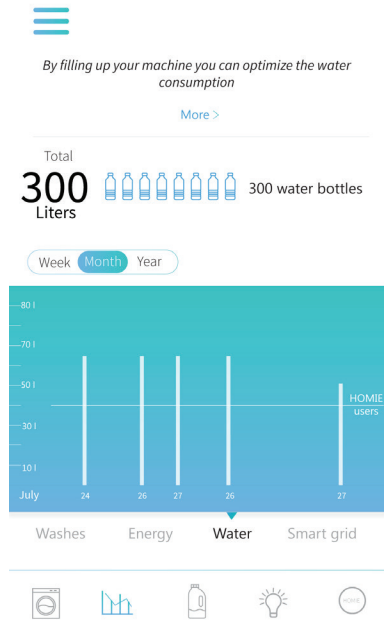 By filling up your machine you can optimize the water
consumption
More >
Total
300
Liters
300 water bottles
Week Month Year
80 l
70 l
50 l
HOMIE
users
30 l
10 l
July 24 26 27 26 27
Washes Energy Water Smart grid
HOMIE